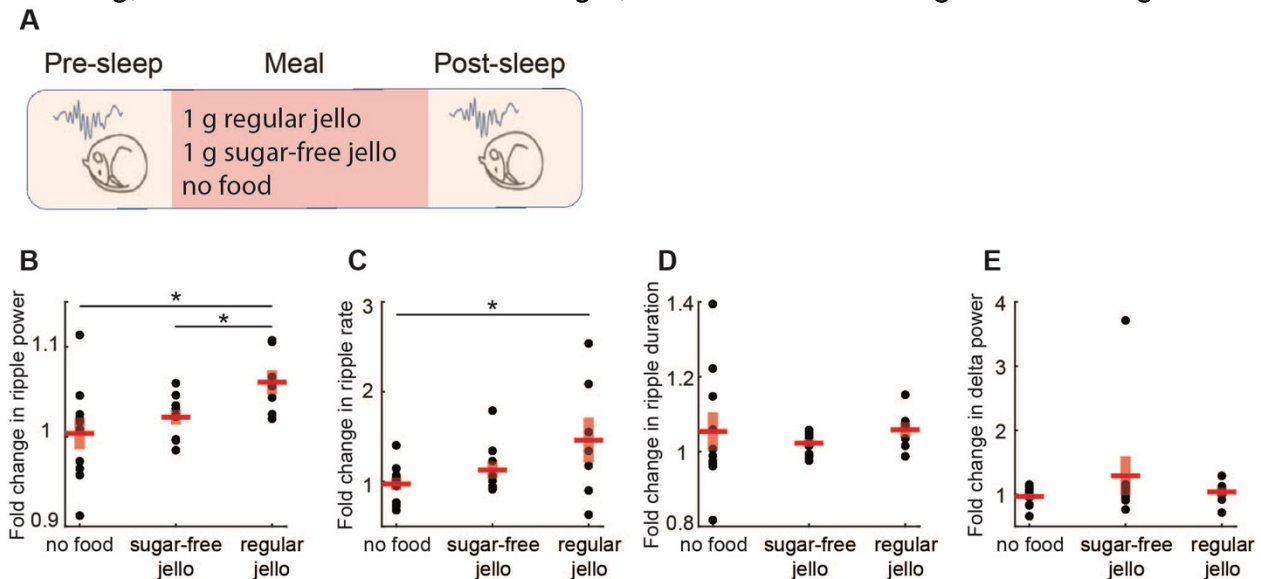 A
Pre-sleep Meal Post-sleep
1 g regular jello
1 g sugar-free jello
no food
B
Fold change in ripple power
1.1
1
0.9
*
*
no food sugar-free jello regular jello
C
Fold change in ripple rate
3
2
1
*
no food sugar-free jello regular jello
D
Fold change in ripple duration
1.4
1.2
1
0.8
no food sugar-free jello regular jello
E
Fold change in delta power
4
3
2
1
no food sugar-free jello regular jello